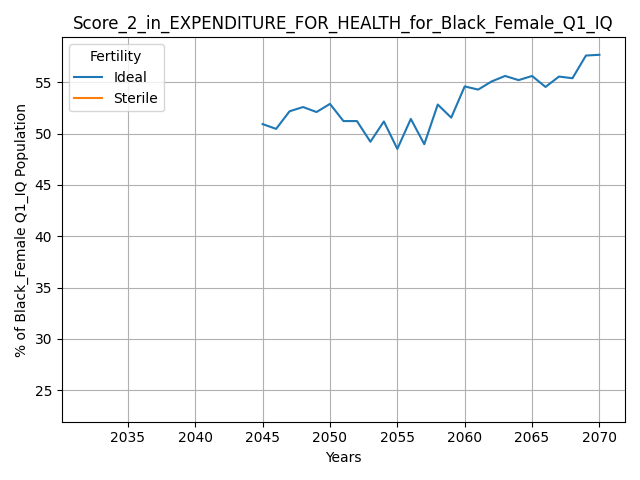 Score_2_in_EXPENDITURE_FOR_HEALTH_for_Black_Female_Q1_IQ
Fertility
Ideal
Sterile
% of Black_Female Q1_IQ Population
55
50
45
40
35
30
25
2035 2040 2045 2050 2055 2060 2065 2070
Years